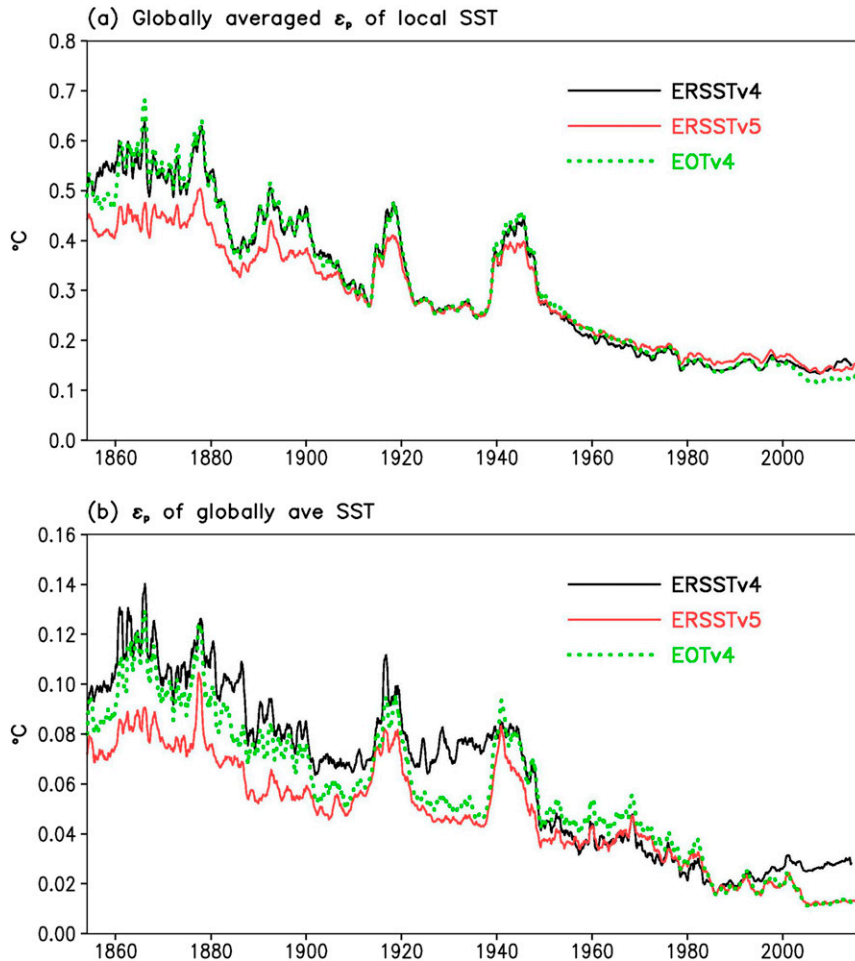 (a) Globally averaged εₚ of local SST
0.8
0.7
0.6
0.5
0.4
0.3
0.2
0.1
0.0
°C
ERSSTv4
ERSSTv5
EOTv4
1860 1880 1900 1920 1940 1960 1980 2000
(b) εₚ of globally ave SST
0.16
0.14
0.12
0.10
0.08
0.06
0.04
0.02
0.00
°C
ERSSTv4
ERSSTv5
EOTv4
1860 1880 1900 1920 1940 1960 1980 2000